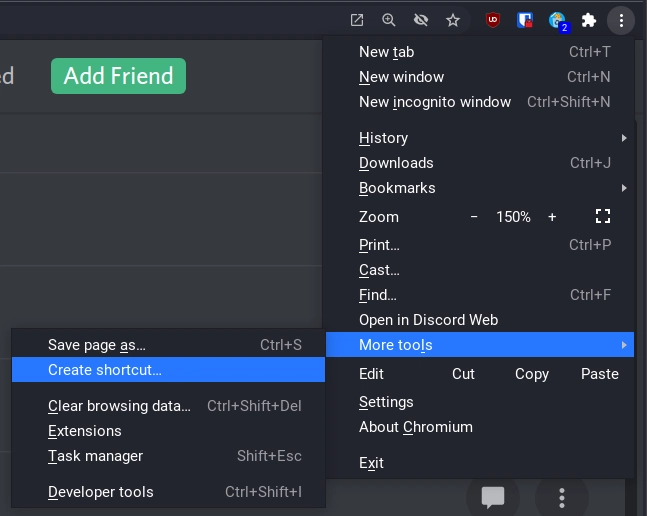 2
ed
Add Friend
New tab Ctrl+T
New window Ctrl+N
New incognito window Ctrl+Shift+N
History
Downloads Ctrl+J
Bookmarks
Zoom − 150% +
Print... Ctrl+P
Cast...
Find... Ctrl+F
Open in Discord Web
More tools
Edit Cut Copy Paste
Settings
About Chromium
Exit
Save page as... Ctrl+S
Create shortcut...
Clear browsing data... Ctrl+Shift+Del
Extensions
Task manager Shift+Esc
Developer tools Ctrl+Shift+I